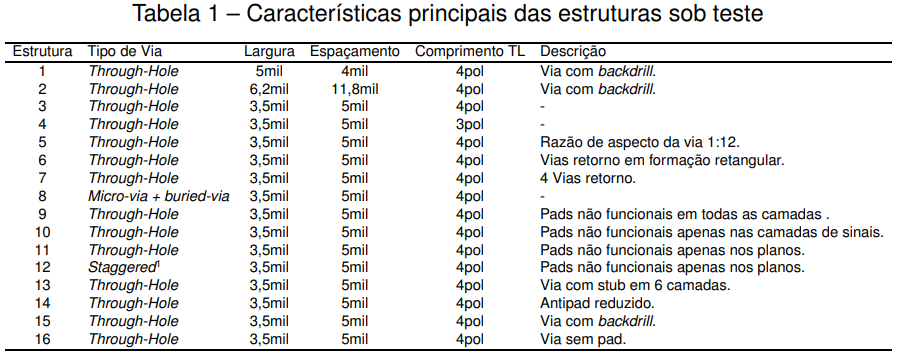 Tabela 1 – Características principais das estruturas sob teste
Estrutura Tipo de Via Largura Espaçamento Comprimento TL Descrição
1 Through-Hole 5mil 4mil 4pol Via com backdrill.
2 Through-Hole 6,2mil 11,8mil 4pol Via com backdrill.
3 Through-Hole 3,5mil 5mil 4pol -
4 Through-Hole 3,5mil 5mil 3pol -
5 Through-Hole 3,5mil 5mil 4pol Razão de aspecto da via 1:12.
6 Through-Hole 3,5mil 5mil 4pol Vias retorno em formação retangular.
7 Through-Hole 3,5mil 5mil 4pol 4 Vias retorno.
8 Micro-via + buried-via 3,5mil 5mil 4pol -
9 Through-Hole 3,5mil 5mil 4pol Pads não funcionais em todas as camadas .
10 Through-Hole 3,5mil 5mil 4pol Pads não funcionais apenas nas camadas de sinais.
11 Through-Hole 3,5mil 5mil 4pol Pads não funcionais apenas nos planos.
12 Staggered¹ 3,5mil 5mil 4pol Pads não funcionais apenas nos planos.
13 Through-Hole 3,5mil 5mil 4pol Via com stub em 6 camadas.
14 Through-Hole 3,5mil 5mil 4pol Antipad reduzido.
15 Through-Hole 3,5mil 5mil 4pol Via com backdrill.
16 Through-Hole 3,5mil 5mil 4pol Via sem pad.